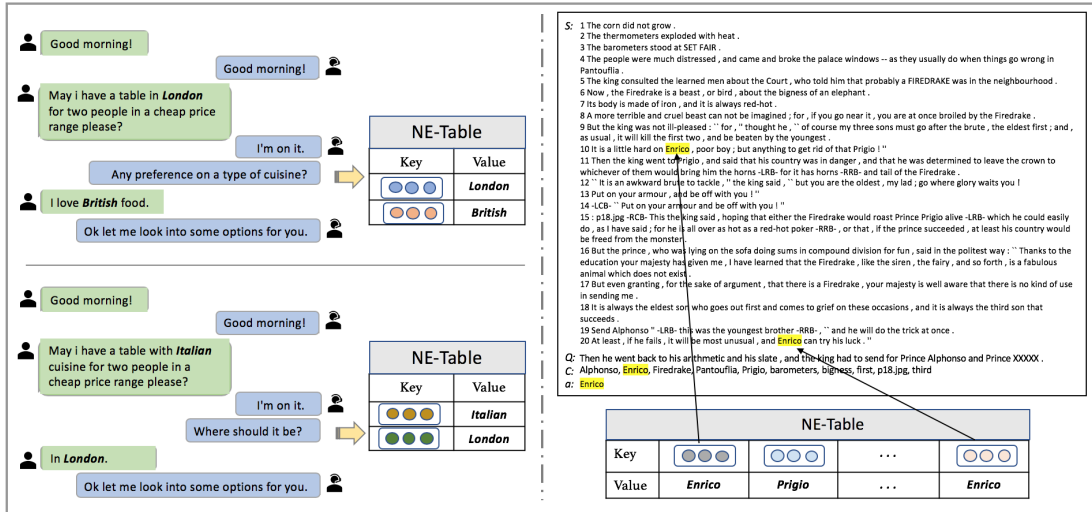 Good morning!
Good morning!
May i have a table in London
for two people in a cheap price
range please?
I'm on it.
Any preference on a type of cuisine?
I love British food.
Ok let me look into some options for you.
NE-Table
Key Value
London
British
Good morning!
Good morning!
May i have a table with Italian
cuisine for two people in a
cheap price range please?
I'm on it.
Where should it be?
In London.
Ok let me look into some options for you.
NE-Table
Key Value
Italian
London
S: 1 The corn did not grow .
2 The thermometers exploded with heat .
3 The barometers stood at SET FAIR .
4 The people were much distressed , and came and broke the palace windows -- as they usually do when things go wrong in
Pantouflia .
5 The king consulted the learned men about the Court , who told him that probably a FIREDRAKE was in the neighbourhood .
6 Now , the Firedrake is a beast , or bird , about the bigness of an elephant .
7 Its body is made of iron , and it is always red-hot .
8 A more terrible and cruel beast can not be imagined ; for , if you go near it , you are at once broiled by the Firedrake .
9 But the king was not ill-pleased : `` for , '' thought he , `` of course my three sons must go after the brute , the eldest first ; and ,
as usual , it will kill the first two , and be beaten by the youngest .
10 It is a little hard on Enrico , poor boy ; but anything to get rid of that Prigio ! ''
11 Then the king went to Prigio , and said that his country was in danger , and that he was determined to leave the crown to
whichever of them would bring him the horns -LRB- for it has horns -RRB- and tail of the Firedrake .
12 `` It is an awkward brute to tackle , '' the king said , `` but you are the oldest , my lad ; go where glory waits you !
13 Put on your armour , and be off with you ! ''
14 -LCB- `` Put on your armour and be off with you ! ''
15 : p18.jpg -RCB- This the king said , hoping that either the Firedrake would roast Prince Prigio alive -LRB- which he could easily
do , as I have said ; for he is all over as hot as a red-hot poker -RRB- , or that , if the prince succeeded , at least his country would
be freed from the monster .
16 But the prince , who was lying on the sofa doing sums in compound division for fun , said in the politest way : `` Thanks to the
education your majesty has given me , I have learned that the Firedrake , like the siren , the fairy , and so forth , is a fabulous
animal which does not exist .
17 But even granting , for the sake of argument , that there is a Firedrake , your majesty is well aware that there is no kind of use
in sending me .
18 It is always the eldest son who goes out first and comes to grief on these occasions , and it is always the third son that
succeeds .
19 Send Alphonso '' -LRB- this was the youngest brother -RRB- , `` and he will do the trick at once .
20 At least , if he fails , it will be most unusual , and Enrico can try his luck . ''
Q: Then he went back to his arithmetic and his slate , and the king had to send for Prince Alphonso and Prince XXXXX .
C: Alphonso, Enrico, Firedrake, Pantouflia, Prigio, barometers, bigness, first, p18.jpg, third
a: Enrico
NE-Table
Key ...
Value Enrico Prigio ... Enrico